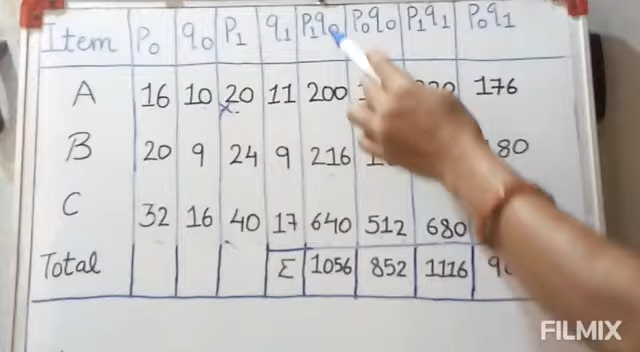 Item P₀ q₀ P₁ q₁ P₁q₀ P₀q₀ P₁q₁ P₀q₁
A 16 10 20 11 200 176
B 20 9 24 9 216
C 32 16 40 17 640 512 680
Total Σ 1056 852 1116
FILMIX